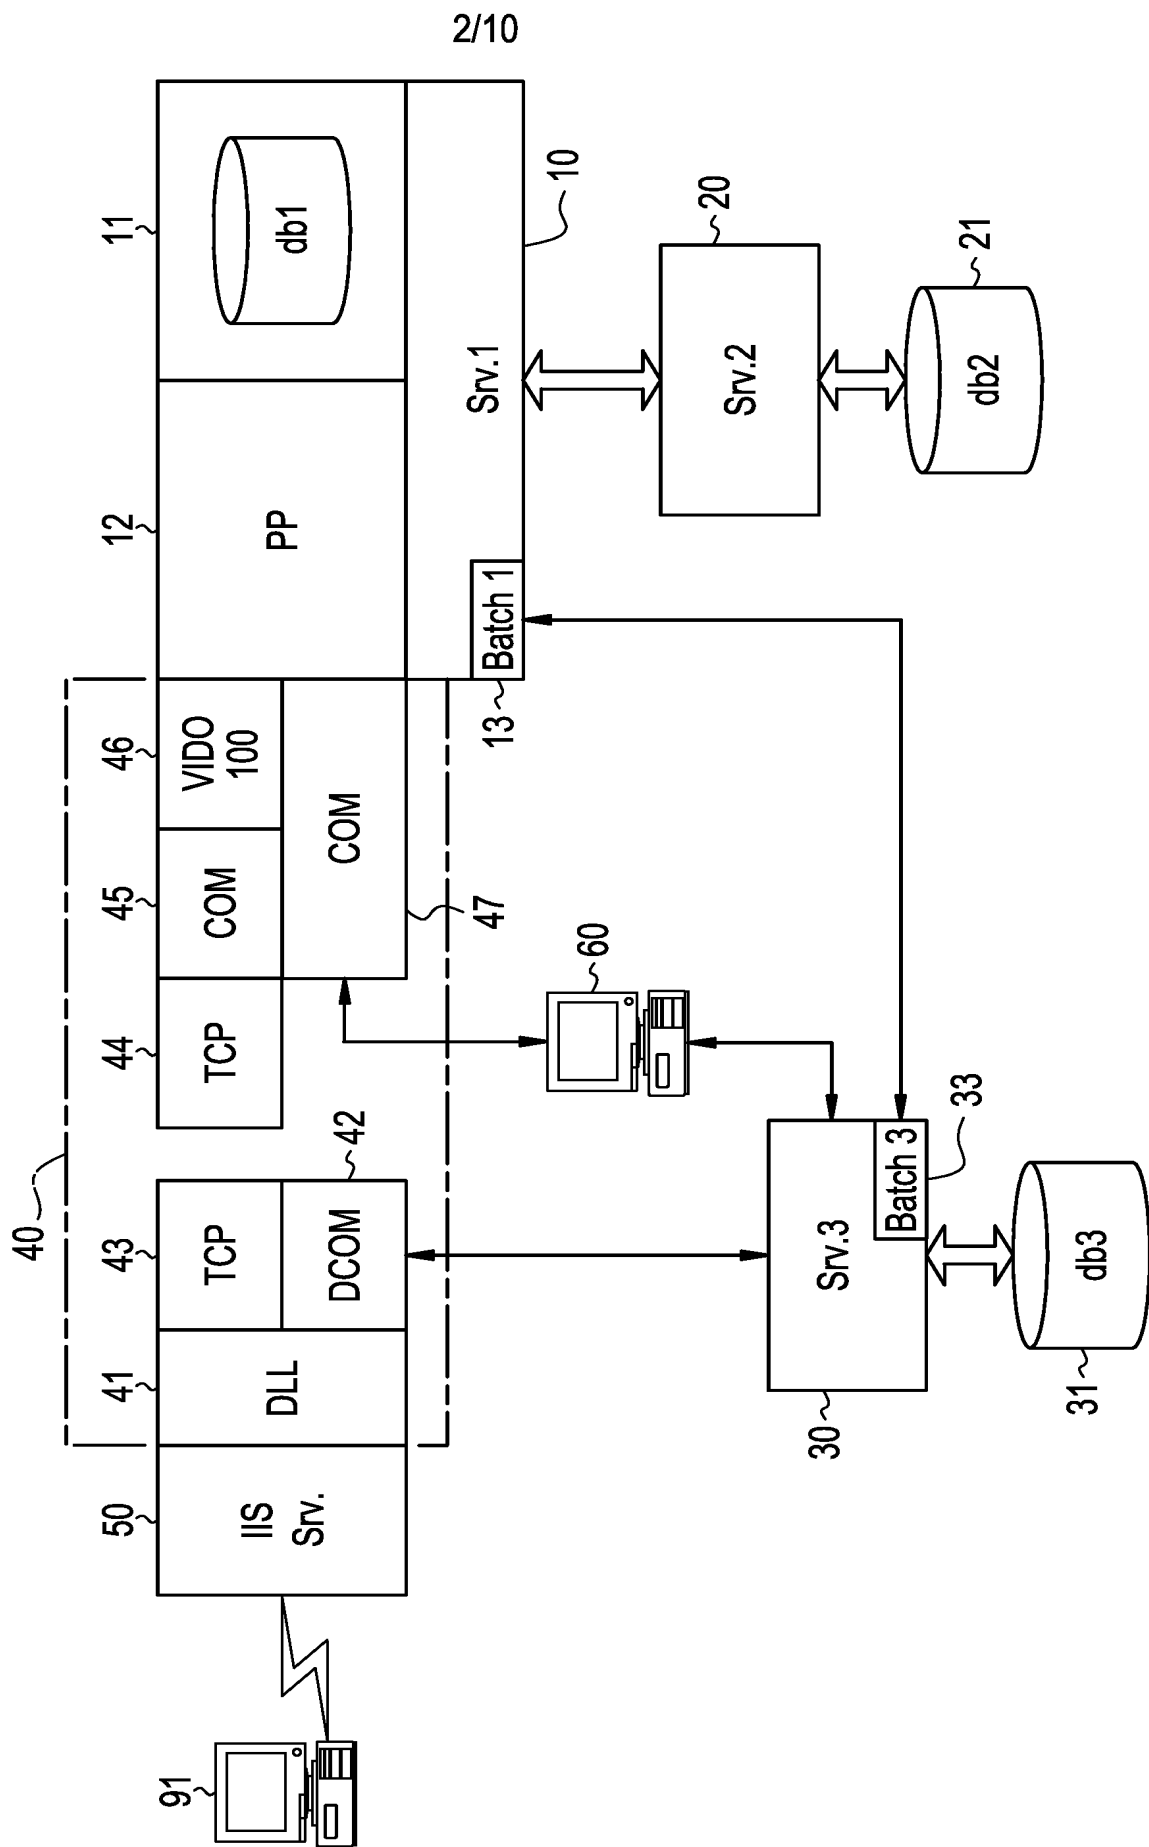 2/10
40
91
50
IIS
Srv.
41
DLL
43
TCP
DCOM
42
44
TCP
45
COM
46
VIDO
100
COM
47
12
PP
11
db1
Srv.1
10
Batch 1
13
60
20
Srv.2
21
db2
30
Srv.3
Batch 3
33
31
db3